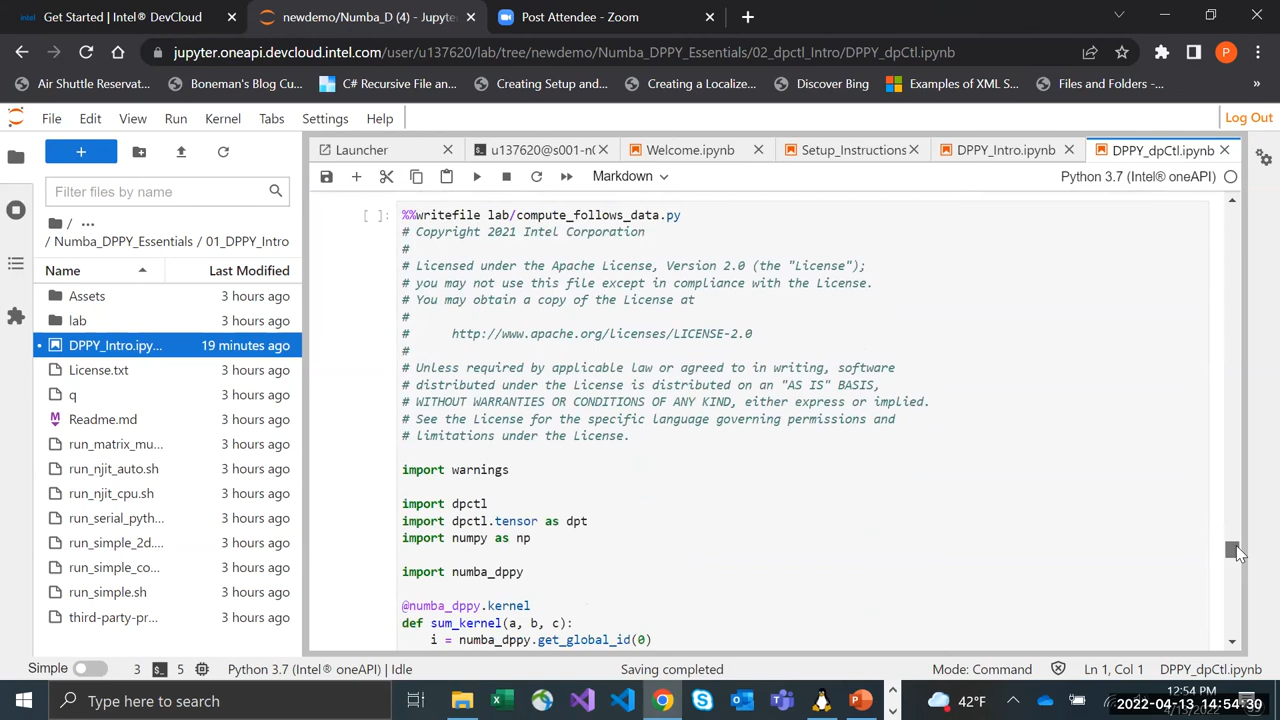 intel Get Started | Intel® DevCloud
newdemo/Numba_D (4) - Jupyte
Post Attendee - Zoom
jupyter.oneapi.devcloud.intel.com/user/u137620/lab/tree/newdemo/Numba_DPPY_Essentials/02_dpctl_Intro/DPPY_dpCtl.ipynb
P
Air Shuttle Reservat...
Boneman's Blog Cu...
C# Recursive File an...
Creating Setup and...
Creating a Localize...
Discover Bing
Examples of XML S...
Files and Folders -...
»
File Edit View Run Kernel Tabs Settings Help
Log Out
Launcher
u137620@s001-n0
Welcome.ipynb
Setup_Instructions
DPPY_Intro.ipynb
DPPY_dpCtl.ipynb
Markdown
Python 3.7 (Intel® oneAPI)
Filter files by name
/ ···
/ Numba_DPPY_Essentials / 01_DPPY_Intro
Name Last Modified
Assets 3 hours ago
lab 3 hours ago
DPPY_Intro.ipy... 19 minutes ago
License.txt 3 hours ago
q 3 hours ago
Readme.md 3 hours ago
run_matrix_mu... 3 hours ago
run_njit_auto.sh 3 hours ago
run_njit_cpu.sh 3 hours ago
run_serial_pyth... 3 hours ago
run_simple_2d.... 3 hours ago
run_simple_co... 3 hours ago
run_simple.sh 3 hours ago
third-party-pr... 3 hours ago
[ ]: %%writefile lab/compute_follows_data.py
# Copyright 2021 Intel Corporation
#
# Licensed under the Apache License, Version 2.0 (the "License");
# you may not use this file except in compliance with the License.
# You may obtain a copy of the License at
#
#     http://www.apache.org/licenses/LICENSE-2.0
#
# Unless required by applicable law or agreed to in writing, software
# distributed under the License is distributed on an "AS IS" BASIS,
# WITHOUT WARRANTIES OR CONDITIONS OF ANY KIND, either express or implied.
# See the License for the specific language governing permissions and
# limitations under the License.
import warnings
import dpctl
import dpctl.tensor as dpt
import numpy as np
import numba_dppy
@numba_dppy.kernel
def sum_kernel(a, b, c):
    i = numba_dppy.get_global_id(0)
Simple 3 5 Python 3.7 (Intel® oneAPI) | Idle
Saving completed
Mode: Command Ln 1, Col 1 DPPY_dpCtl.ipynb
Type here to search
42°F
12:54 PM
2022-04-13 14:54:30